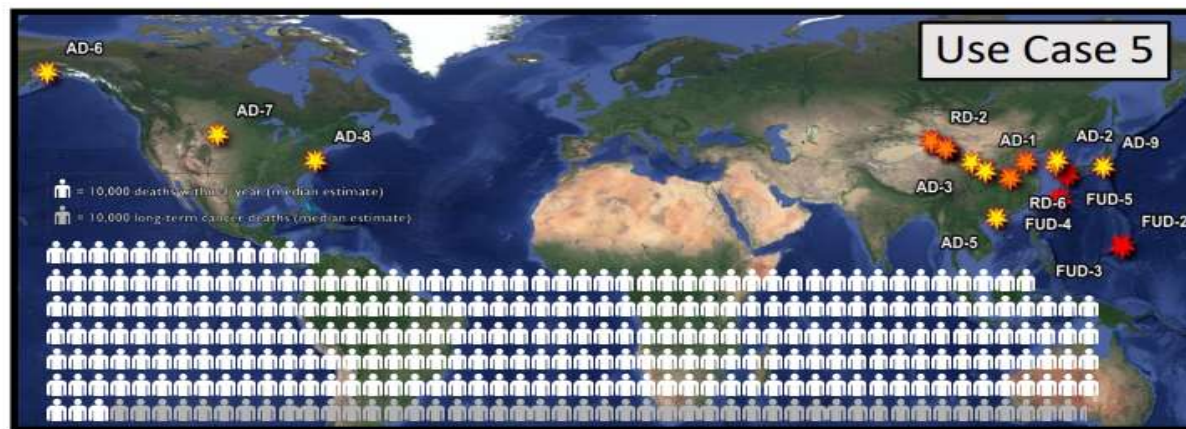 Use Case 5
AD-6
AD-7
AD-8
RD-2
AD-1
AD-2
AD-9
AD-3
RD-6
FUD-5
FUD-4
FUD-2
AD-5
FUD-3
= 10,000 deaths within 1 year (median estimate)
= 10,000 long-term cancer deaths (median estimate)